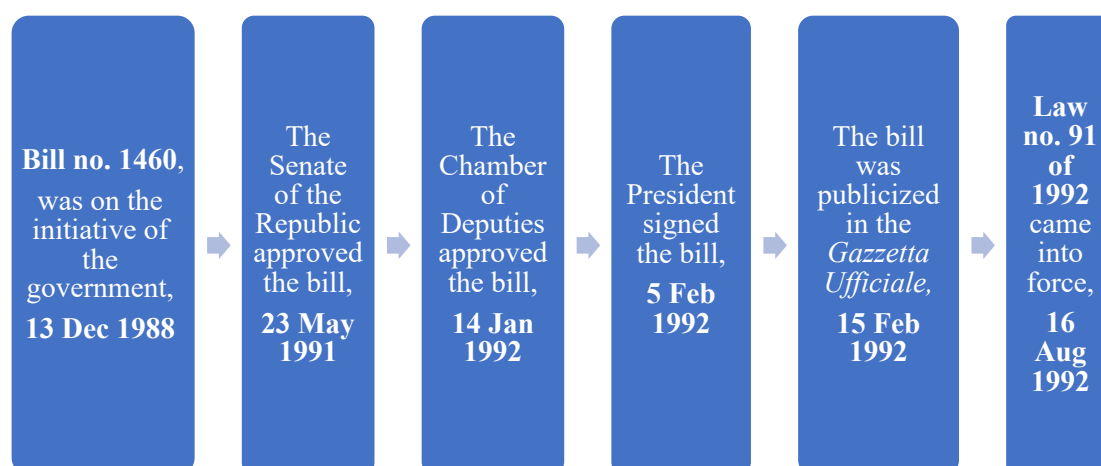 Bill no. 1460,
was on the
initiative of
the
government,
13 Dec 1988
The
Senate
of the
Republic
approved
the bill,
23 May
1991
The
Chamber
of
Deputies
approved
the bill,
14 Jan
1992
The
President
signed
the bill,
5 Feb
1992
The bill
was
publicized
in the
Gazzetta
Ufficiale,
15 Feb
1992
Law
no. 91
of
1992
came
into
force,
16
Aug
1992